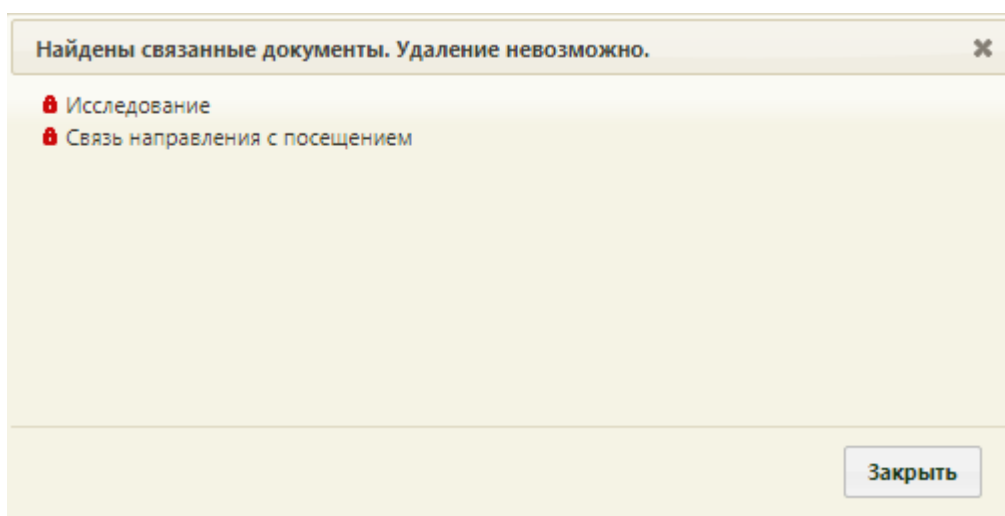 Найдены связанные документы. Удаление невозможно.
Исследование
Связь направления с посещением
Закрыть